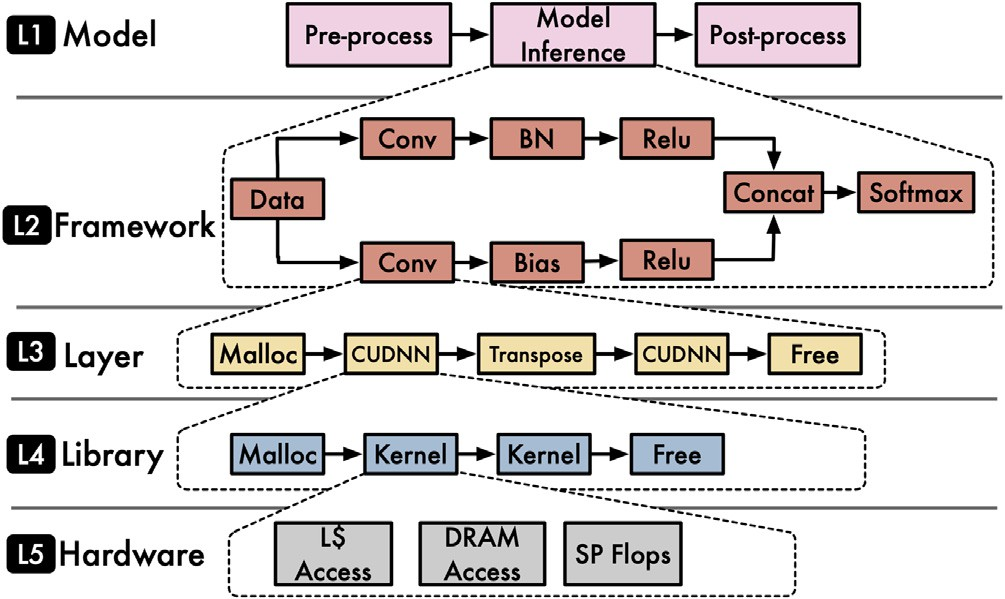 L1 Model
Pre-process
Model
Inference
Post-process
L2 Framework
Data
Conv
BN
Relu
Conv
Bias
Relu
Concat
Softmax
L3 Layer
Malloc
CUDNN
Transpose
CUDNN
Free
L4 Library
Malloc
Kernel
Kernel
Free
L5 Hardware
L$
Access
DRAM
Access
SP Flops